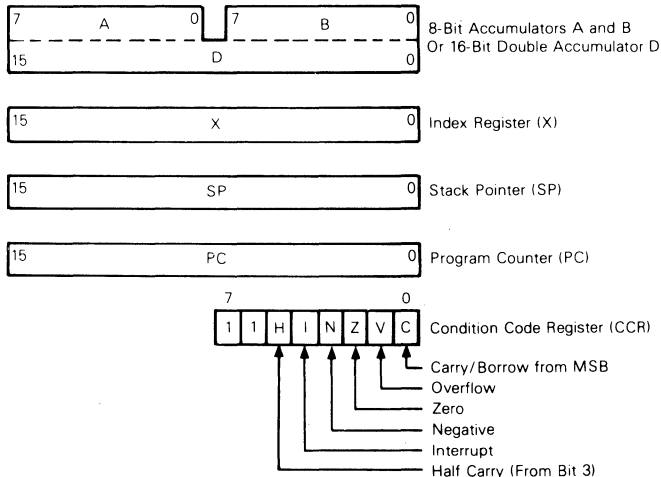 7 A 0 7 B 0
8-Bit Accumulators A and B
Or 16-Bit Double Accumulator D
15 D 0
15 X 0 Index Register (X)
15 SP 0 Stack Pointer (SP)
15 PC 0 Program Counter (PC)
7 0
1 1 H I N Z V C Condition Code Register (CCR)
Carry/Borrow from MSB
Overflow
Zero
Negative
Interrupt
Half Carry (From Bit 3)